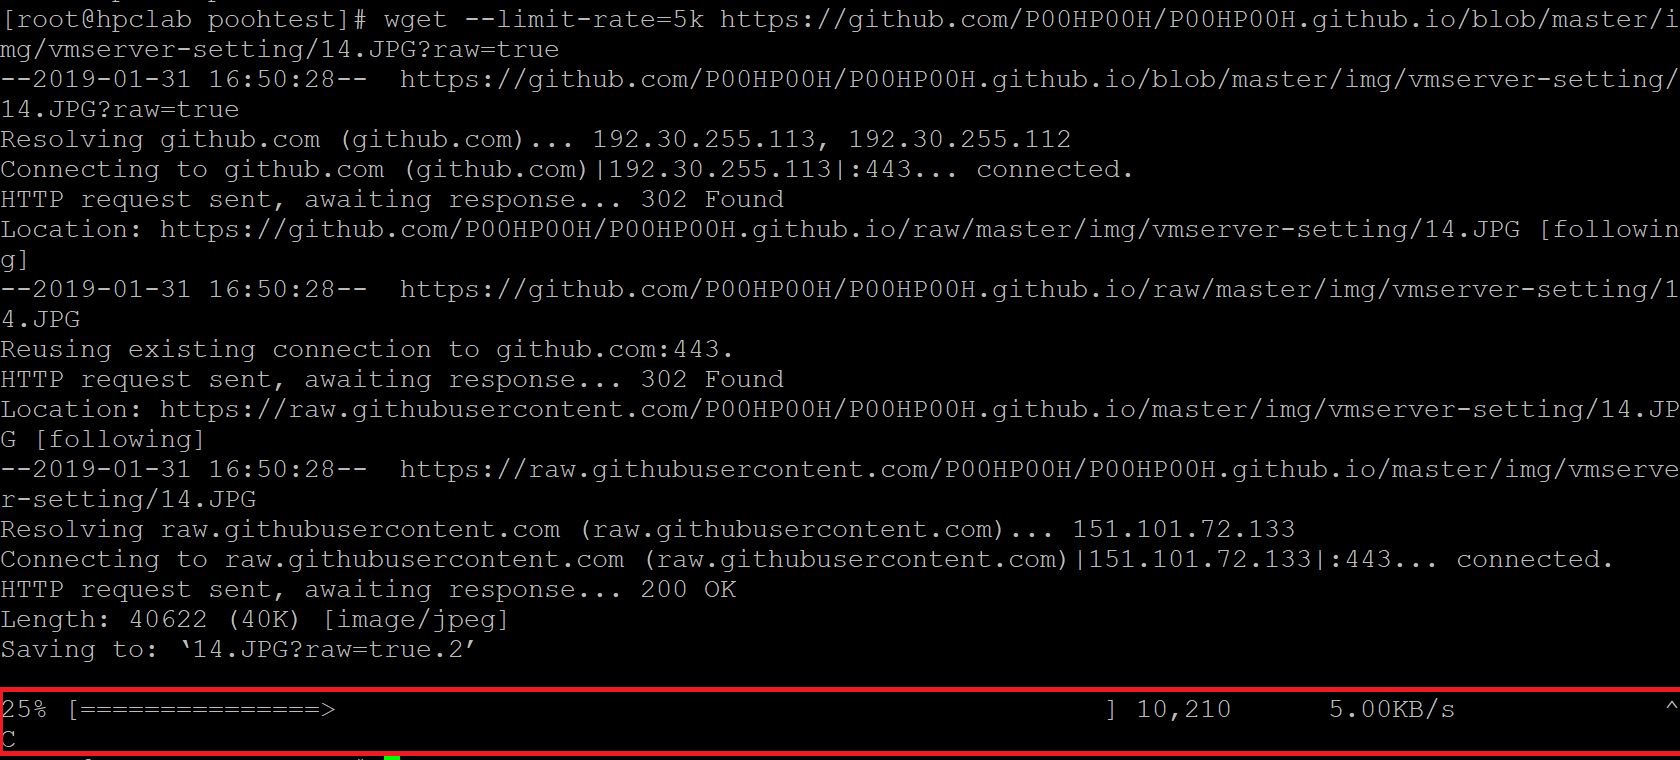 [root@hpclab poohtest]# wget --limit-rate=5k https://github.com/P00HP00H/P00HP00H.github.io/blob/master/i
mg/vmserver-setting/14.JPG?raw=true
--2019-01-31 16:50:28--  https://github.com/P00HP00H/P00HP00H.github.io/blob/master/img/vmserver-setting/
14.JPG?raw=true
Resolving github.com (github.com)... 192.30.255.113, 192.30.255.112
Connecting to github.com (github.com)|192.30.255.113|:443... connected.
HTTP request sent, awaiting response... 302 Found
Location: https://github.com/P00HP00H/P00HP00H.github.io/raw/master/img/vmserver-setting/14.JPG [followin
g]
--2019-01-31 16:50:28--  https://github.com/P00HP00H/P00HP00H.github.io/raw/master/img/vmserver-setting/1
4.JPG
Reusing existing connection to github.com:443.
HTTP request sent, awaiting response... 302 Found
Location: https://raw.githubusercontent.com/P00HP00H/P00HP00H.github.io/master/img/vmserver-setting/14.JP
G [following]
--2019-01-31 16:50:28--  https://raw.githubusercontent.com/P00HP00H/P00HP00H.github.io/master/img/vmserve
r-setting/14.JPG
Resolving raw.githubusercontent.com (raw.githubusercontent.com)... 151.101.72.133
Connecting to raw.githubusercontent.com (raw.githubusercontent.com)|151.101.72.133|:443... connected.
HTTP request sent, awaiting response... 200 OK
Length: 40622 (40K) [image/jpeg]
Saving to: ‘14.JPG?raw=true.2’
25% [===============>                                                ] 10,210      5.00KB/s             ^
C